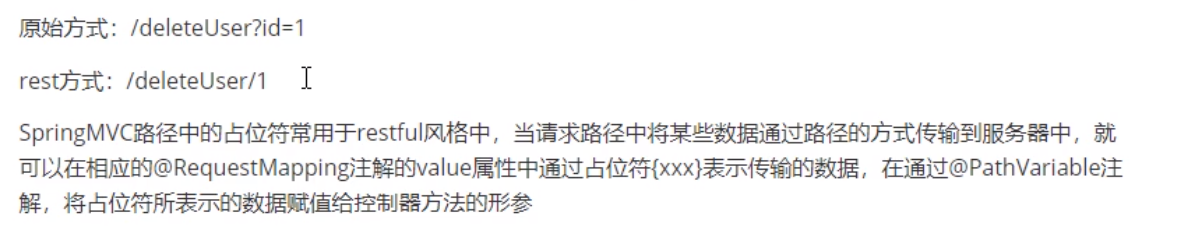 原始方式：/deleteUser?id=1
rest方式：/deleteUser/1
SpringMVC路径中的占位符常用于restful风格中，当请求路径中将某些数据通过路径的方式传输到服务器中，就
可以在相应的@RequestMapping注解的value属性中通过占位符{xxx}表示传输的数据，在通过@PathVariable注
解，将占位符所表示的数据赋值给控制器方法的形参